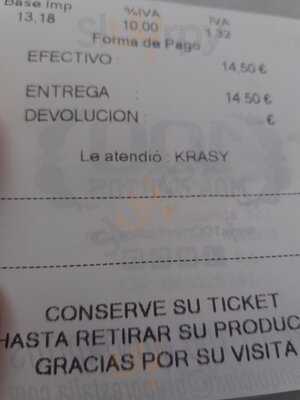 Base Imp %IVA IVA
13,18 10,00 1,32
Forma de Pago
EFECTIVO : 14,50 €
ENTREGA : 14,50 €
DEVOLUCION : €
Le atendió : KRASY
CONSERVE SU TICKET
HASTA RETIRAR SU PRODUC
GRACIAS POR SU VISITA